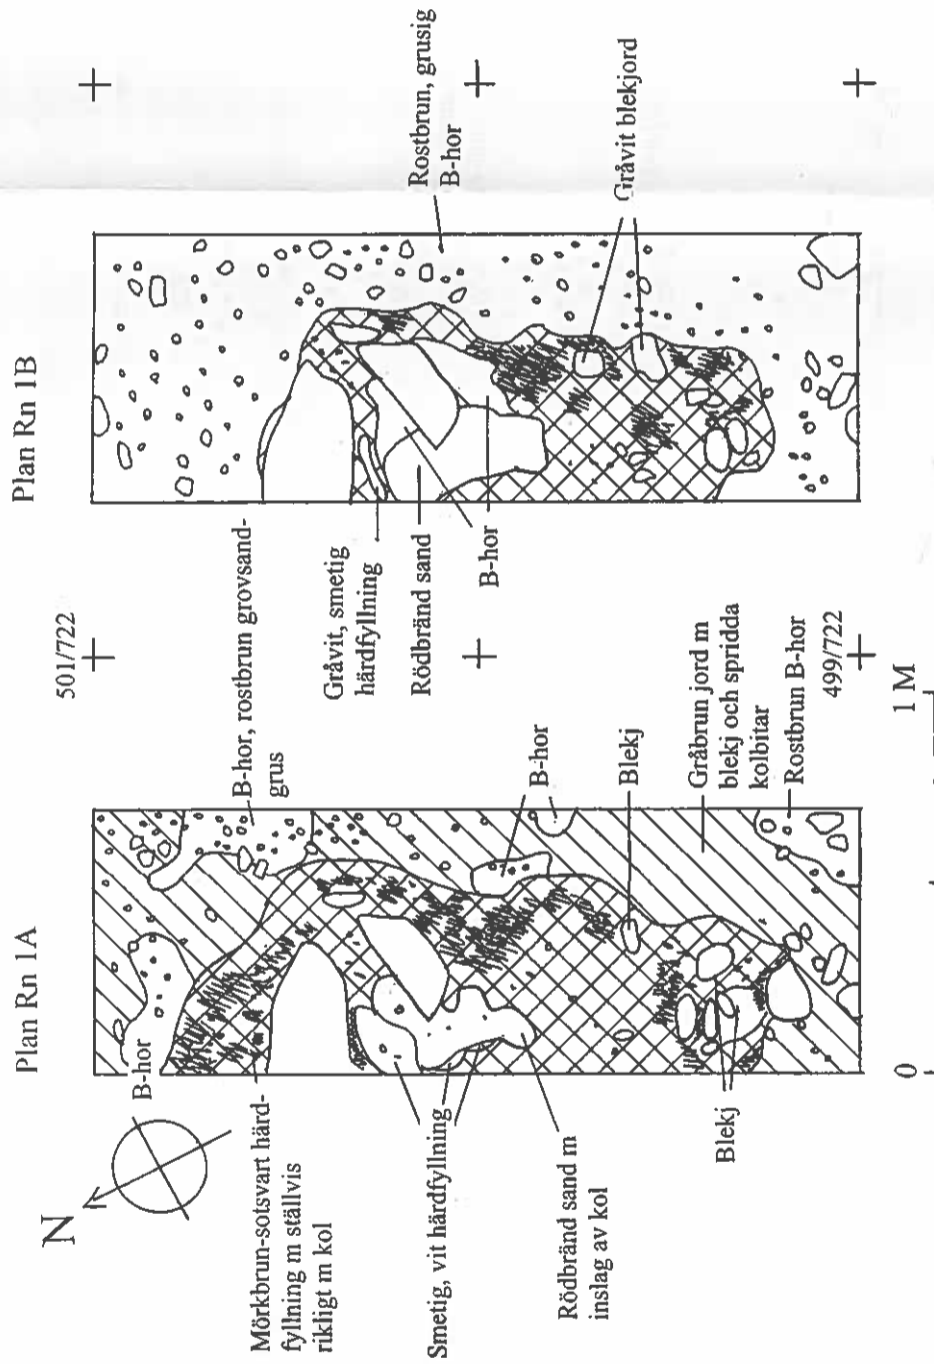 Plan Rn 1A
Plan Rn 1B
N
B-hor
Mörkbrun-sotsvart härd-
fyllning m ställvis
rikligt m kol
Smetig, vit härdfyllning
Rödbränd sand m
inslag av kol
Blekj
501/722
B-hor, rostbrun grovsand-
grus
B-hor
Blekj
Gråbrun jord m
blekj och spridda
kolbitar
Rostbrun B-hor
499/722
0
1 M
Gråvit, smetig
härdfyllning
Rödbränd sand
B-hor
Rostbrun, grusig
B-hor
Gråvit blekjord